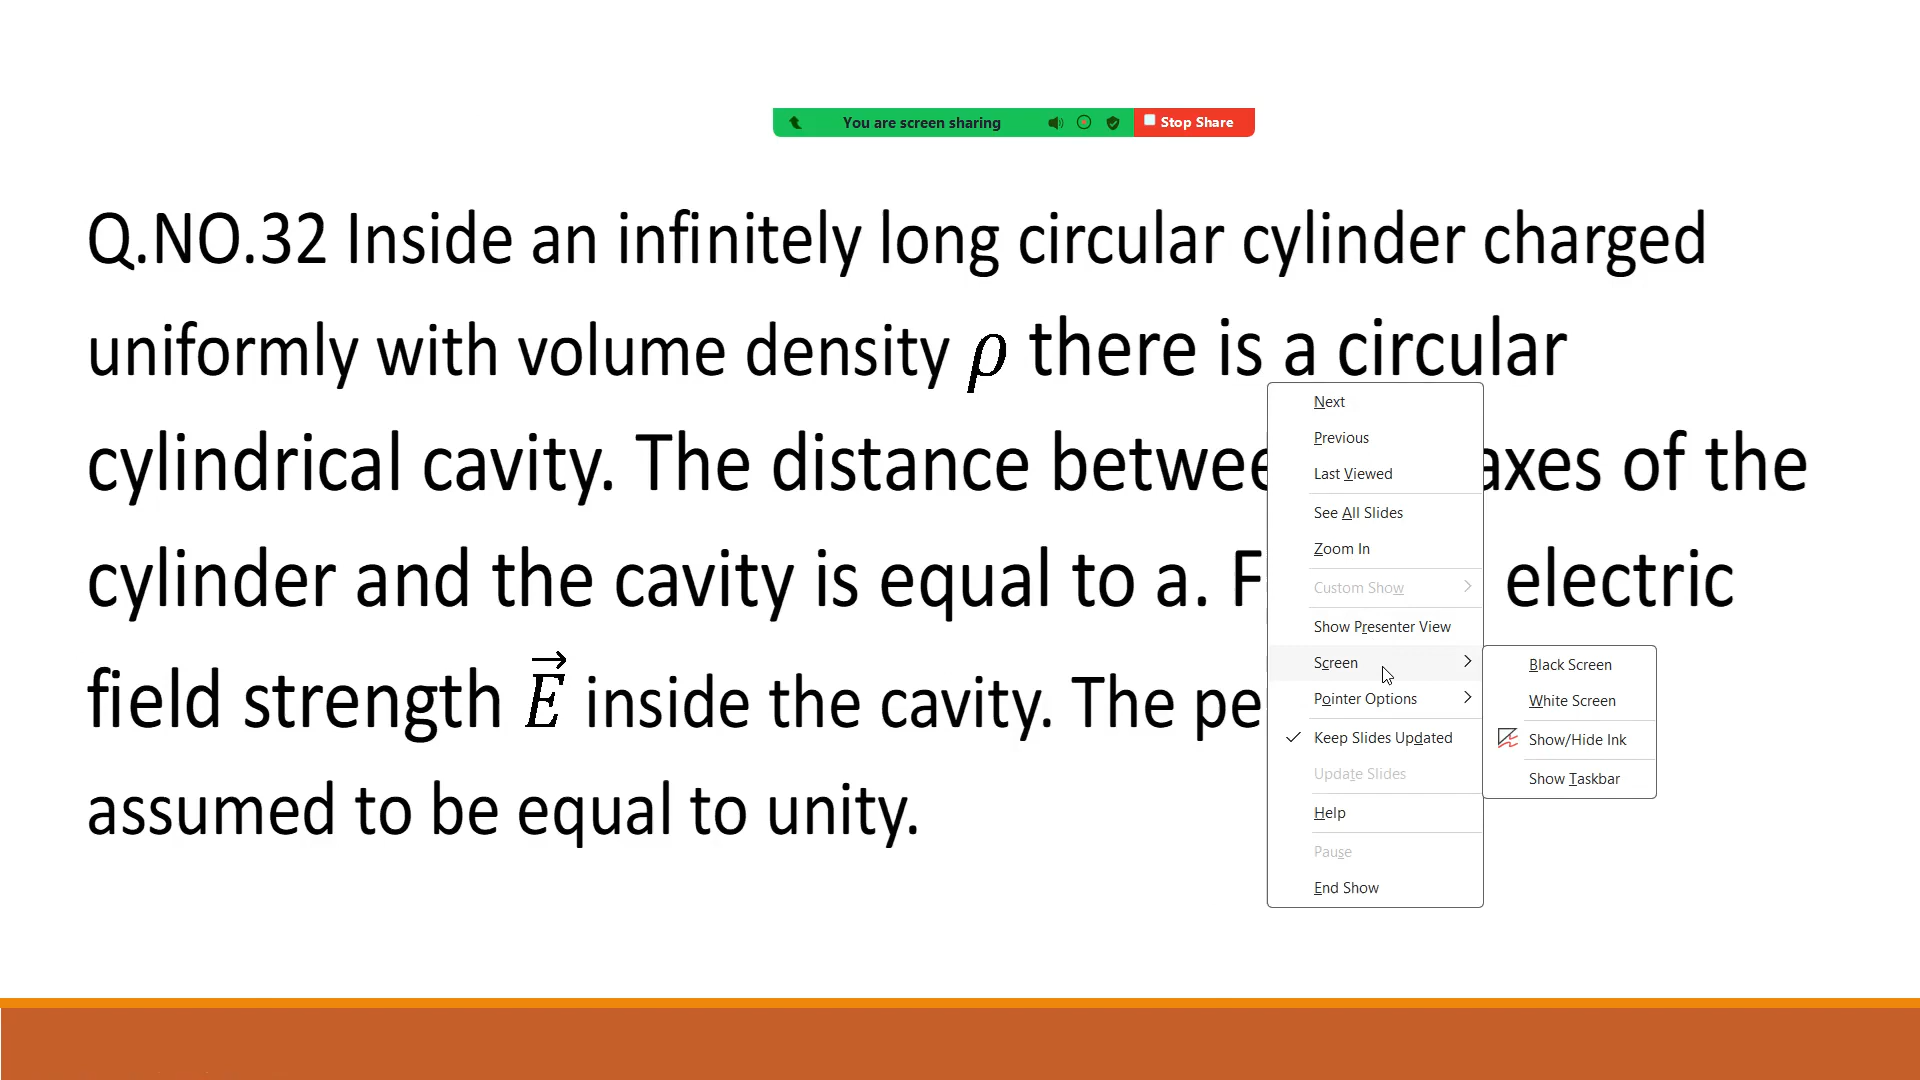 You are screen sharing Stop Share
Q.NO.32 Inside an infinitely long circular cylinder charged
uniformly with volume density ρ there is a circular
cylindrical cavity. The distance axes of the
cylinder and the cavity is equal to a. electric
field strength \vec{E} inside the cavity. The
assumed to be equal to unity.
Next
Previous
Last Viewed
See All Slides
Zoom In
Custom Show
Show Presenter View
Screen
Pointer Options
Keep Slides Updated
Update Slides
Help
Pause
End Show
Black Screen
White Screen
Show/Hide Ink
Show Taskbar